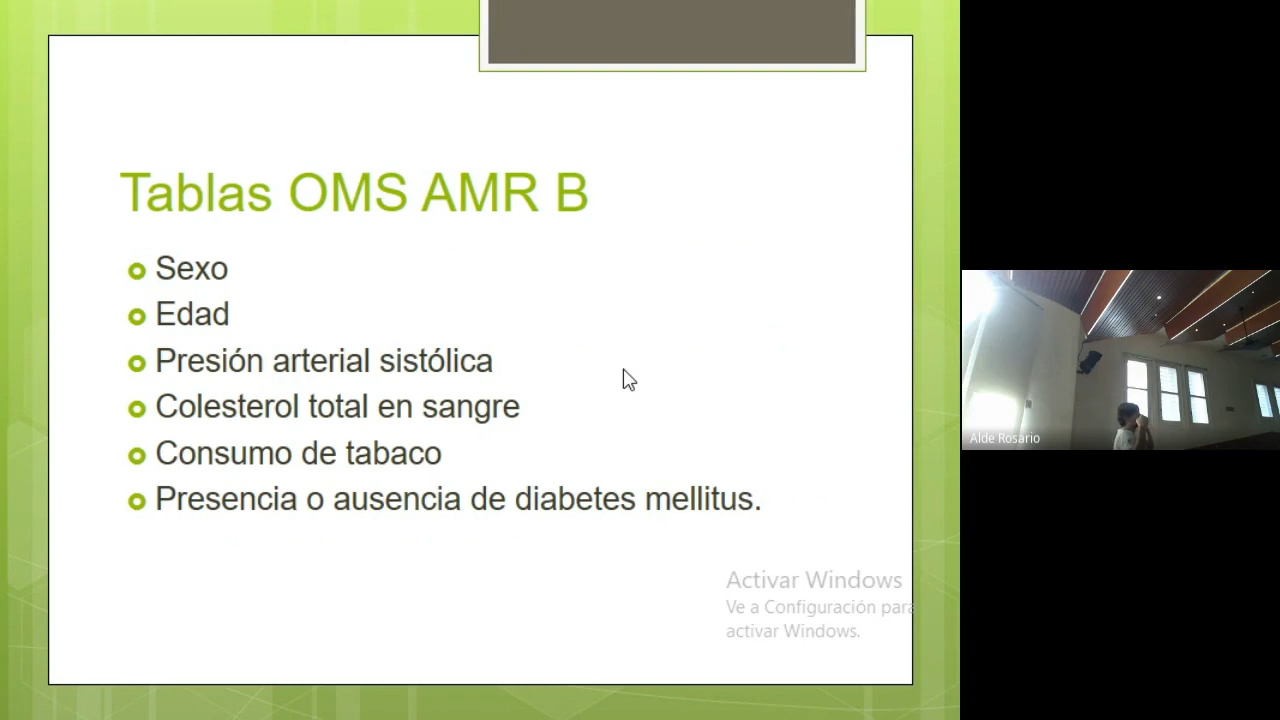 Tablas OMS AMR B
Sexo
Edad
Presión arterial sistólica
Colesterol total en sangre
Consumo de tabaco
Presencia o ausencia de diabetes mellitus.
Activar Windows
Ve a Configuración para
activar Windows.
Alde Rosario